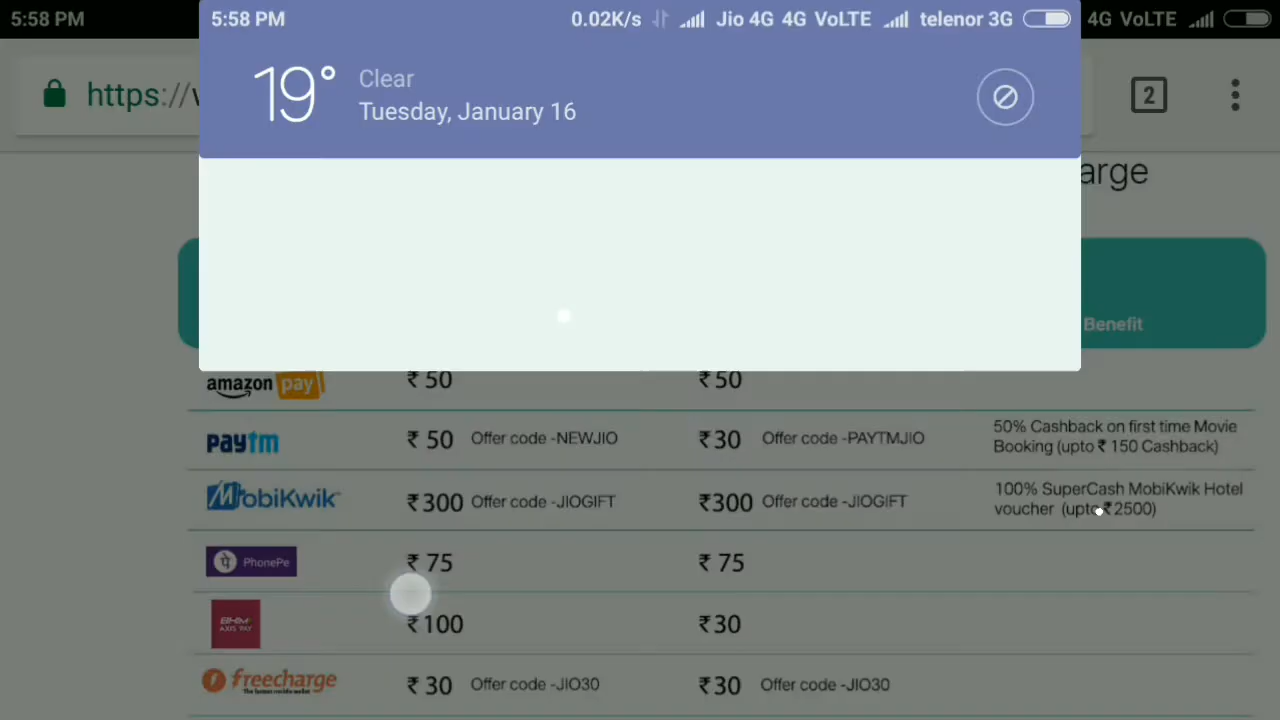 5:58 PM
5:58 PM 0.02K/s Jio 4G 4G VoLTE telenor 3G
4G VoLTE
https://
2
19° Clear
Tuesday, January 16
arge
Benefit
amazon pay ₹ 50 ₹ 50
paytm ₹ 50 Offer code -NEWJIO ₹ 30 Offer code -PAYTMJIO 50% Cashback on first time Movie
Booking (upto ₹ 150 Cashback)
MobiKwik ₹ 300 Offer code -JIOGIFT ₹ 300 Offer code -JIOGIFT 100% SuperCash MobiKwik Hotel
voucher (upto ₹ 2500)
पे PhonePe ₹ 75 ₹ 75
BHIM
AXIS PAY ₹ 100 ₹ 30
freecharge ₹ 30 Offer code -JIO30 ₹ 30 Offer code -JIO30